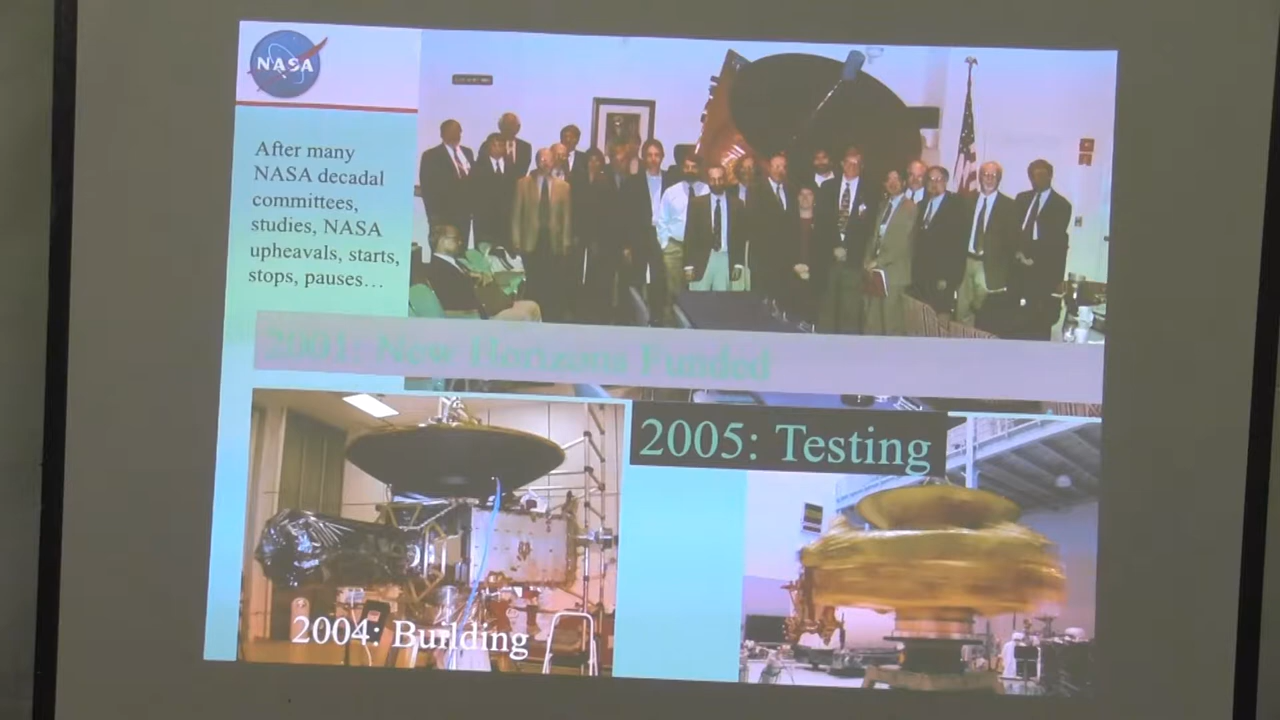 NASA
After many
NASA decadal
committees,
studies, NASA
upheavals, starts,
stops, pauses…
2001: New Horizons Funded
2005: Testing
2004: Building